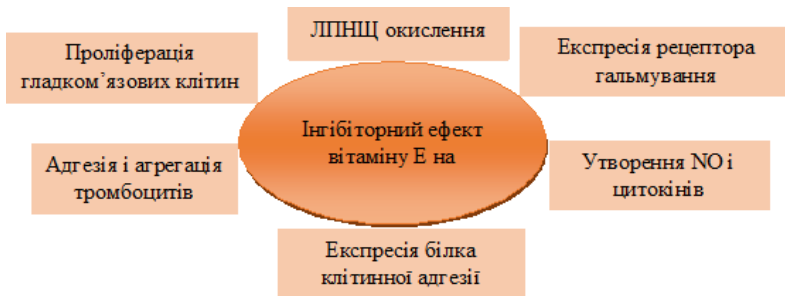 ЛПНЩ окислення
Проліферація
гладком’язових клітин
Експресія рецептора
гальмування
Інгібіторний ефект
вітаміну Е на
Адгезія і агрегація
тромбоцитів
Утворення NO і
цитокінів
Експресія білка
клітинної адгезії